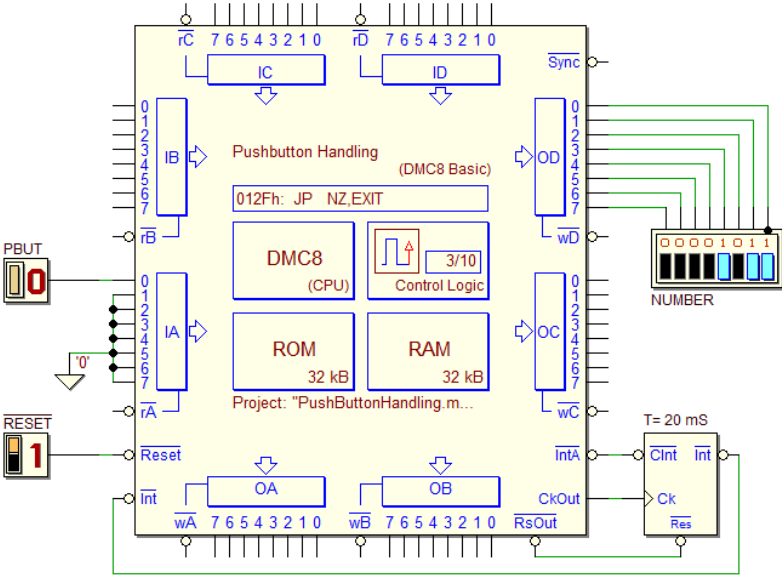 rC 7 6 5 4 3 2 1 0 rD 7 6 5 4 3 2 1 0
Sync
IC ID
0
1
2
3
4
5
6
7
IB
rB
Pushbutton Handling
(DMC8 Basic)
012Fh: JP NZ,EXIT
0
1
2
3
4
5
6
7
OD
wD
DMC8
(CPU)
3/10
Control Logic
0 0 0 0 1 0 1 1
NUMBER
PBUT
0
0
1
2
3
4
5
6
7
IA
rA
'0'
ROM
32 kB
RAM
32 kB
0
1
2
3
4
5
6
7
OC
wC
Project: "PushButtonHandling.m...
RESET
1
Reset
Int
IntA
CkOut
RsOut
T= 20 mS
CInt Int
Ck
Res
OA OB
wA 7 6 5 4 3 2 1 0 wB 7 6 5 4 3 2 1 0